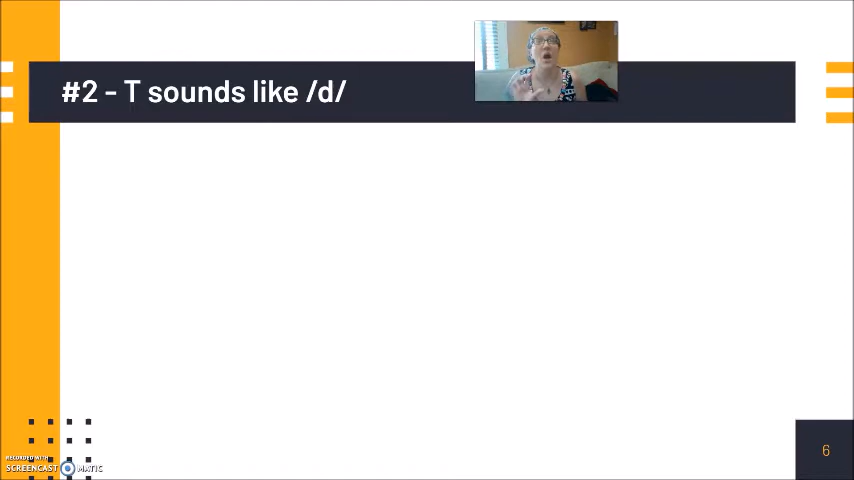 #2 - T sounds like /d/
6
RECORDED WITH
SCREENCAST MATIC